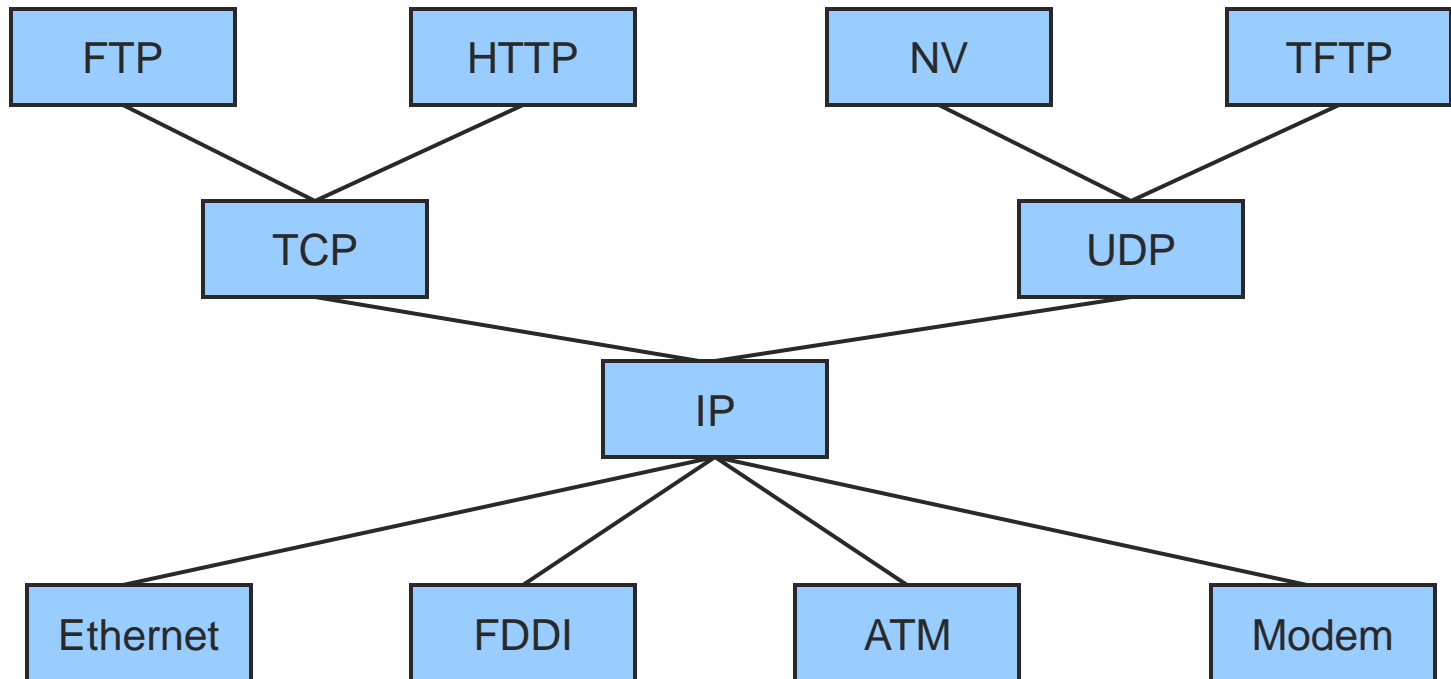 FTP
HTTP
NV
TFTP
TCP
UDP
IP
Ethernet
FDDI
ATM
Modem